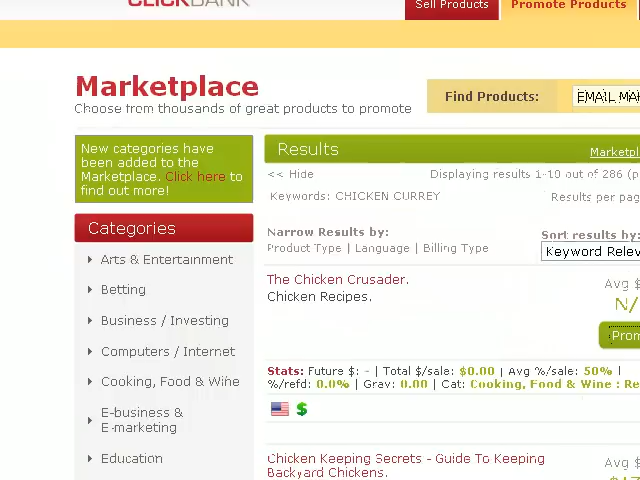 CLICKBANK
Sell Products
Promote Products
Marketplace
Choose from thousands of great products to promote
Find Products:
EMAIL MA
New categories have
been added to the
Marketplace. Click here to
find out more!
Results
Marketpl
<< Hide
Displaying results 1-10 out of 286 (p
Keywords: CHICKEN CURREY
Results per pag
Narrow Results by:
Product Type | Language | Billing Type
Sort results by:
Keyword Relev
Categories
Arts & Entertainment
Betting
Business / Investing
Computers / Internet
Cooking, Food & Wine
E-business &
E-marketing
Education
The Chicken Crusader.
Chicken Recipes.
Avg $
N/
Prom
Stats: Future $: - | Total $/sale: $0.00 | Avg %/sale: 50% |
%/refd: 0.0% | Grav: 0.00 | Cat: Cooking, Food & Wine : Re
$
Chicken Keeping Secrets - Guide To Keeping
Backyard Chickens.
Avg $